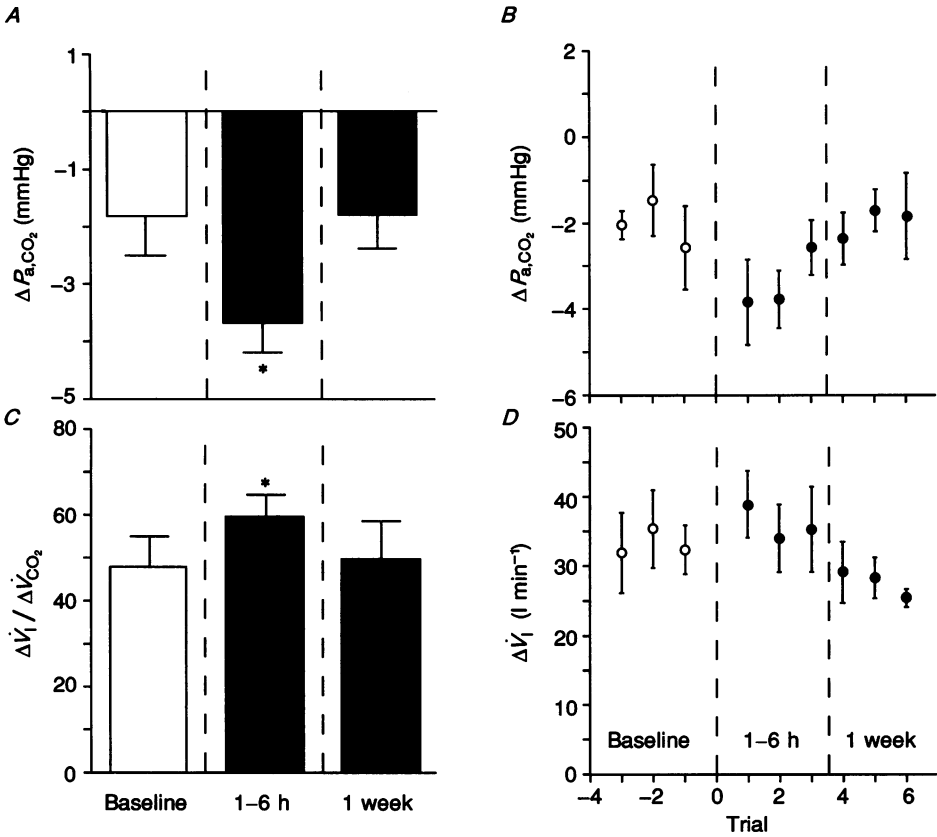 A
1
−1
−3
−5
ΔPa,CO2 (mmHg)
B
2
0
−2
−4
−6
ΔPa,CO2 (mmHg)
C
80
60
40
20
0
ΔV̇I / ΔV̇CO2
*
*
Baseline 1–6 h 1 week
D
50
40
30
20
10
0
ΔV̇I (l min⁻¹)
Baseline 1–6 h 1 week
−4 −2 0 2 4 6
Trial